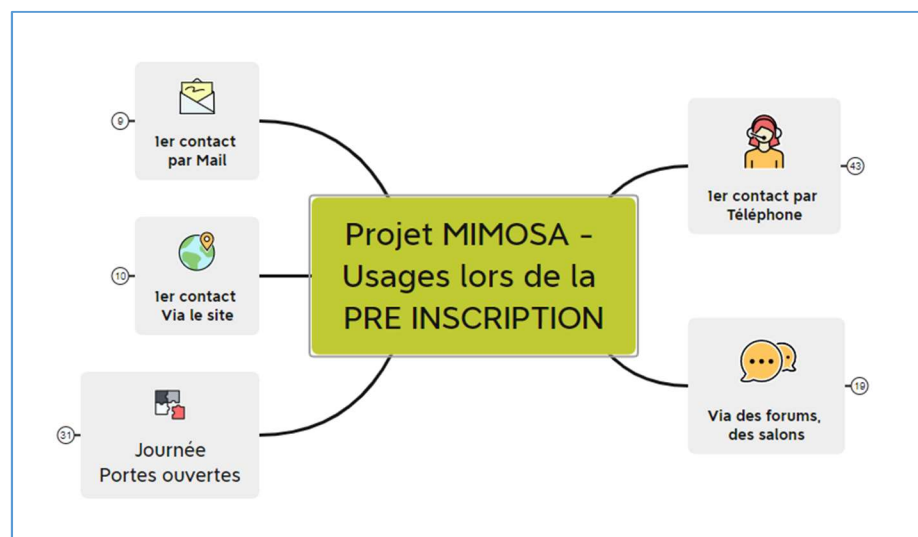 Projet MIMOSA -
Usages lors de la
PRE INSCRIPTION
9
1er contact
par Mail
10
1er contact
Via le site
31
Journée
Portes ouvertes
1er contact par
Téléphone
43
Via des forums,
des salons
19